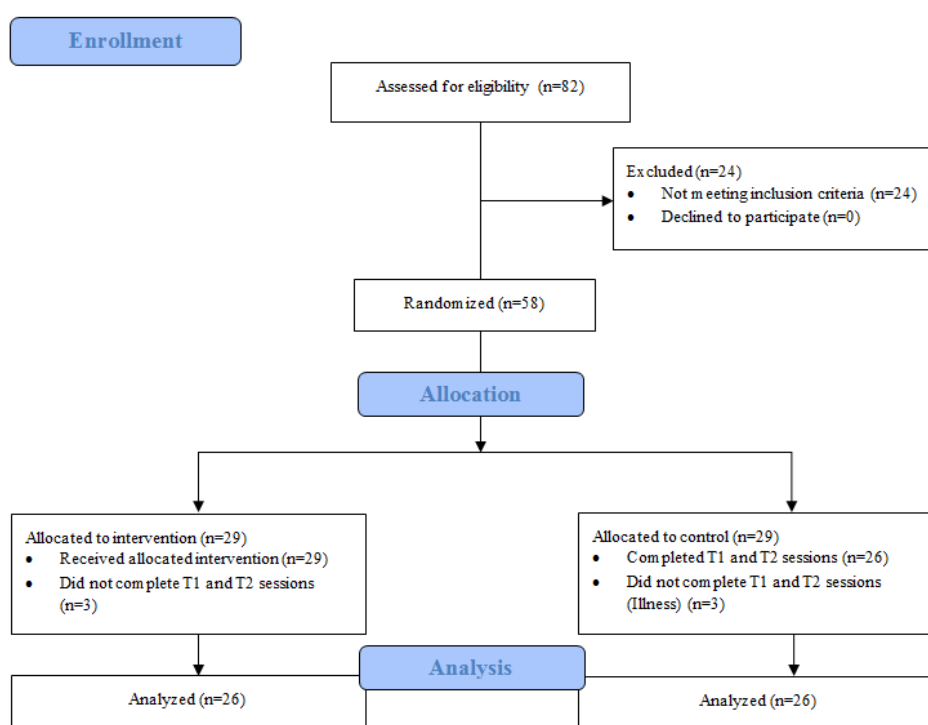 Enrollment
Assessed for eligibility (n=82)
Excluded (n=24)
• Not meeting inclusion criteria (n=24)
• Declined to participate (n=0)
Randomized (n=58)
Allocation
Allocated to intervention (n=29)
• Received allocated intervention (n=29)
• Did not complete T1 and T2 sessions
(n=3)
Allocated to control (n=29)
• Completed T1 and T2 sessions (n=26)
• Did not complete T1 and T2 sessions
(Illness) (n=3)
Analysis
Analyzed (n=26)
Analyzed (n=26)